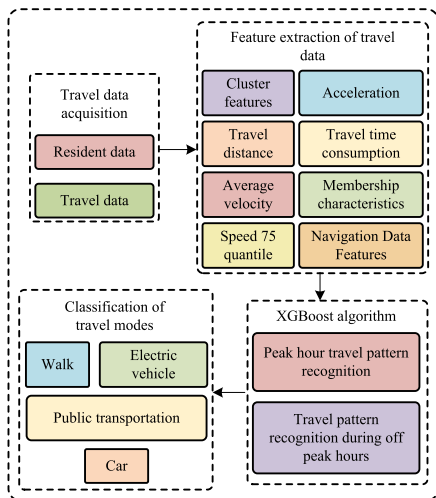 Travel data
acquisition
Resident data
Travel data
Feature extraction of travel
data
Cluster
features
Acceleration
Travel
distance
Travel time
consumption
Average
velocity
Membership
characteristics
Speed 75
quantile
Navigation Data
Features
XGBoost algorithm
Peak hour travel pattern
recognition
Travel pattern
recognition during off
peak hours
Classification of
travel modes
Walk
Electric
vehicle
Public transportation
Car